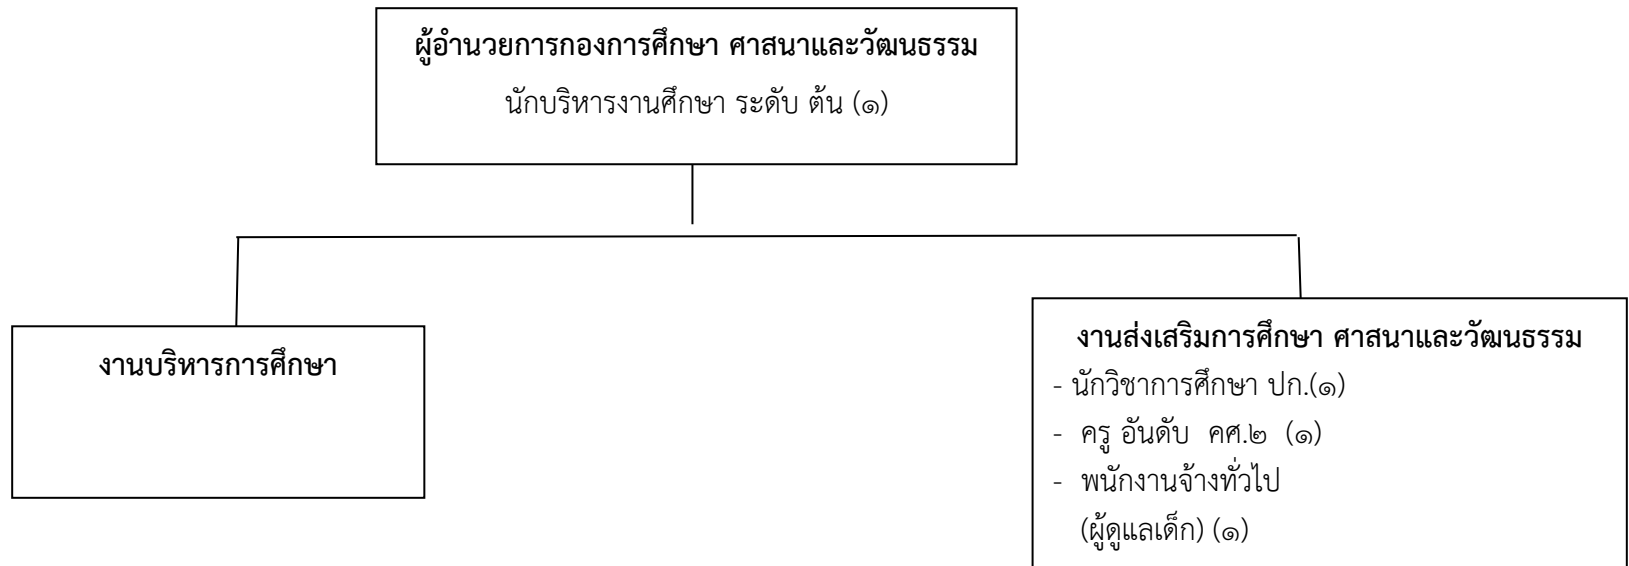 ผู้อำนวยการกองการศึกษา ศาสนาและวัฒนธรรม
นักบริหารงานศึกษา ระดับ ต้น (๑)
งานบริหารการศึกษา
งานส่งเสริมการศึกษา ศาสนาและวัฒนธรรม
- นักวิชาการศึกษา ปก.(๑)
- ครู อันดับ คศ.๒ (๑)
- พนักงานจ้างทั่วไป
(ผู้ดูแลเด็ก) (๑)